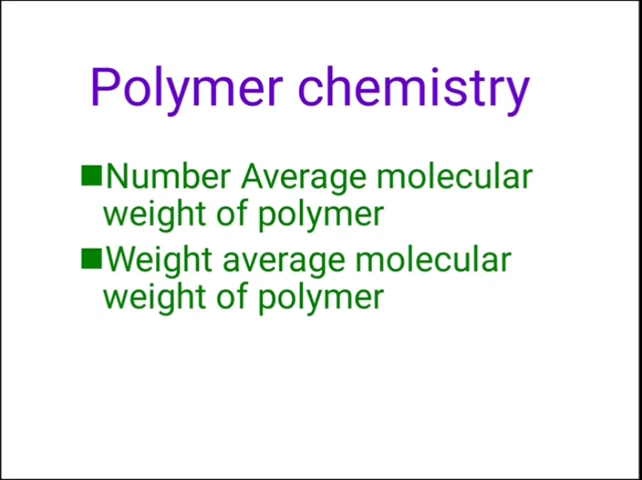 Polymer chemistry
■Number Average molecular
weight of polymer
■Weight average molecular
weight of polymer